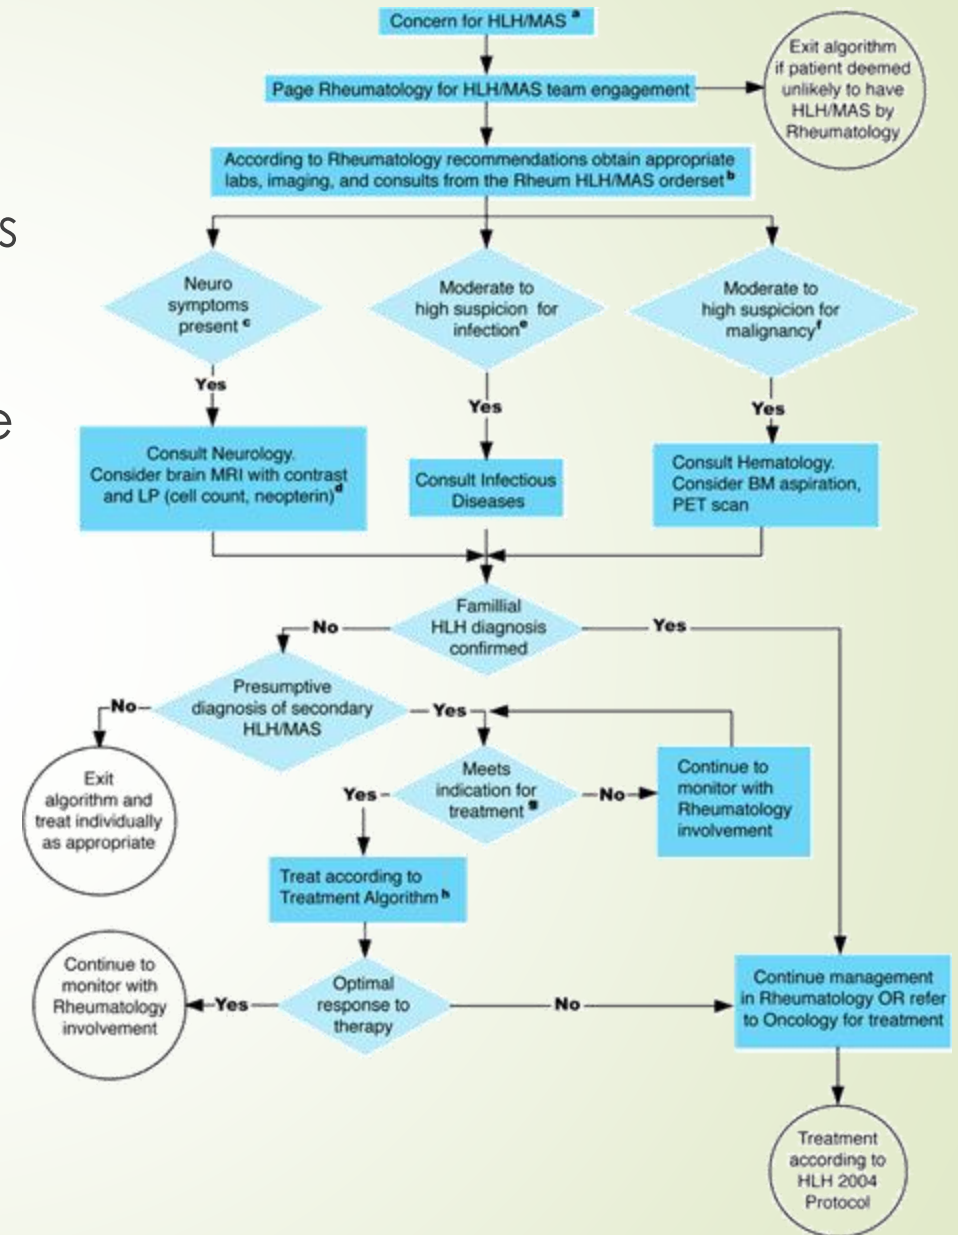 Concern for HLH/MAS a
Page Rheumatology for HLH/MAS team engagement
Exit algorithm
if patient deemed
unlikely to have
HLH/MAS by
Rheumatology
According to Rheumatology recommendations obtain appropriate
labs, imaging, and consults from the Rheum HLH/MAS orderset b
s
e
Neuro
symptoms
present c
Moderate to
high suspicion for
infection e
Moderate to
high suspicion for
malignancy f
Yes
Yes
Yes
Consult Neurology.
Consider brain MRI with contrast
and LP (cell count, neopterin) d
Consult Infectious
Diseases
Consult Hematology.
Consider BM aspiration,
PET scan
Famillial
HLH diagnosis
confirmed
No
Yes
Presumptive
diagnosis of secondary
HLH/MAS
No
Yes
Exit
algorithm and
treat individually
as appropriate
Meets
indication for
treatment g
Yes
No
Continue to
monitor with
Rheumatology
involvement
Treat according to
Treatment Algorithm h
Optimal
response to
therapy
Yes
No
Continue to
monitor with
Rheumatology
involvement
Continue management
in Rheumatology OR refer
to Oncology for treatment
Treatment
according to
HLH 2004
Protocol